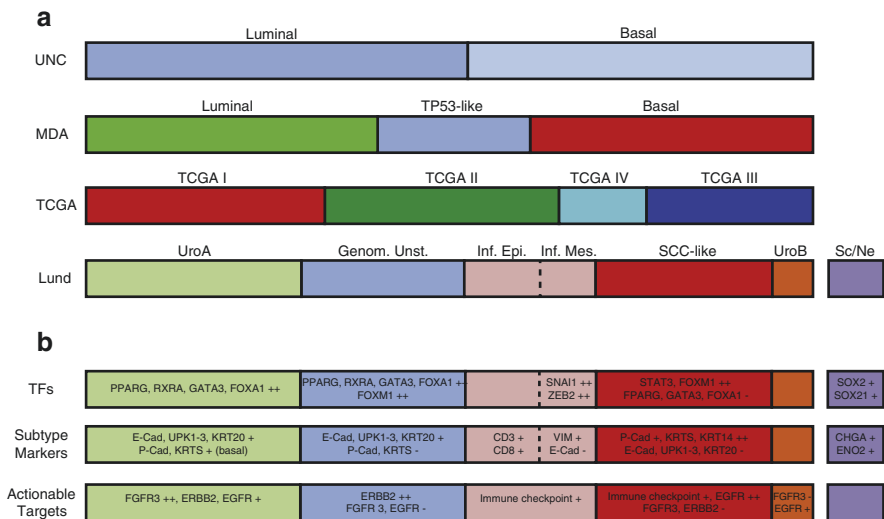 a
Luminal Basal
UNC
Luminal TP53-like Basal
MDA
TCGA I TCGA II TCGA IV TCGA III
TCGA
UroA Genom. Unst. Inf. Epi. Inf. Mes. SCC-like UroB Sc/Ne
Lund
b
TFs
PPARG, RXRA, GATA3, FOXA1 ++
PPARG, RXRA, GATA3, FOXA1 ++
FOXM1 ++
SNAI1 ++
ZEB2 ++
STAT3, FOXM1 ++
FPARG, GATA3, FOXA1 -
SOX2 +
SOX21 +
Subtype
Markers
E-Cad, UPK1-3, KRT20 +
P-Cad, KRTS + (basal)
E-Cad, UPK1-3, KRT20 +
P-Cad, KRTS -
CD3 +
CD8 +
VIM +
E-Cad -
P-Cad +, KRTS, KRT14 ++
E-Cad, UPK1-3, KRT20 -
CHGA +
ENO2 +
Actionable
Targets
FGFR3 ++, ERBB2, EGFR +
ERBB2 ++
FGFR 3, EGFR -
Immune checkpoint +
Immune checkpoint +, EGFR ++
FGFR3, ERBB2 -
FGFR3 -
EGFR +